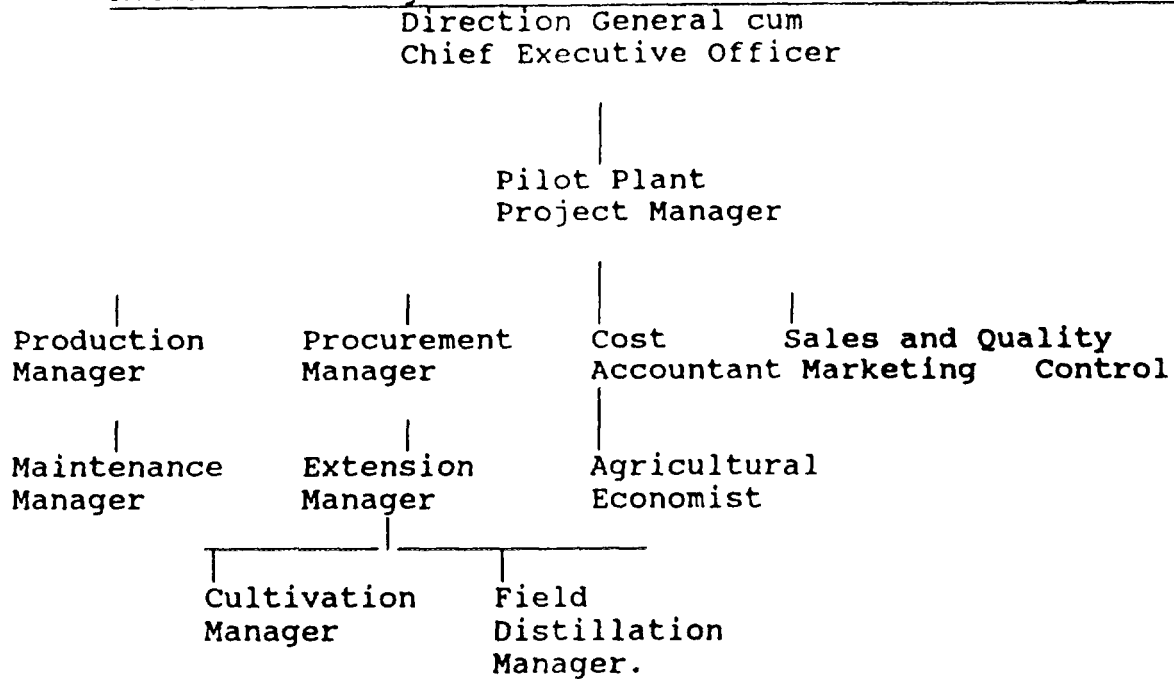 Direction General cum
Chief Executive Officer
Pilot Plant
Project Manager
Production Procurement Cost Sales and Quality
Manager Manager Accountant Marketing Control
Maintenance Extension Agricultural
Manager Manager Economist
Cultivation Field
Manager Distillation
Manager.